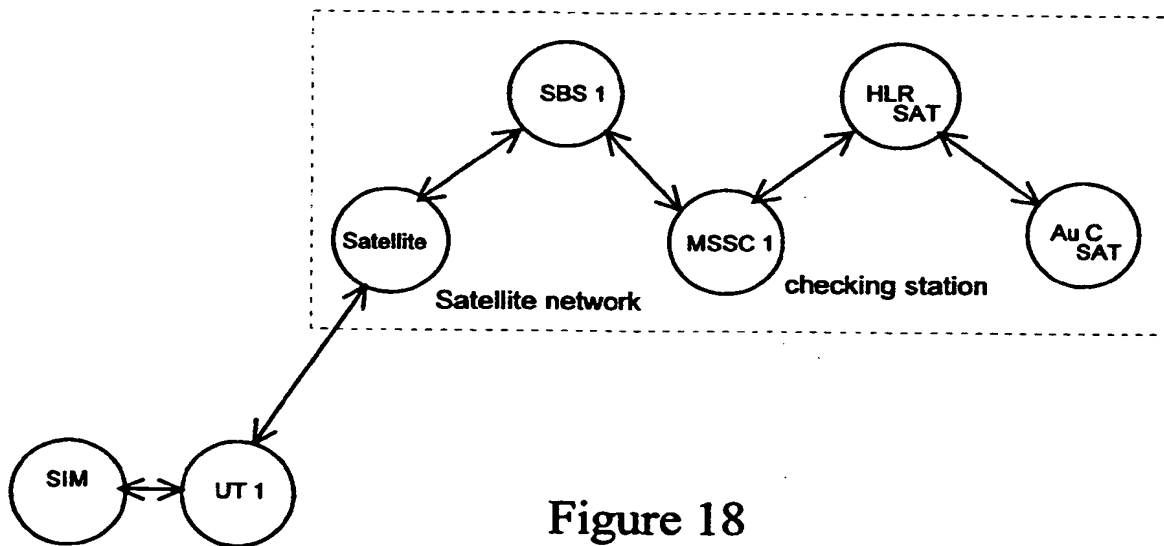 SBS 1
HLR
SAT
Satellite
MSSC 1
Au C
SAT
Satellite network
checking station
SIM
UT 1
Figure 18